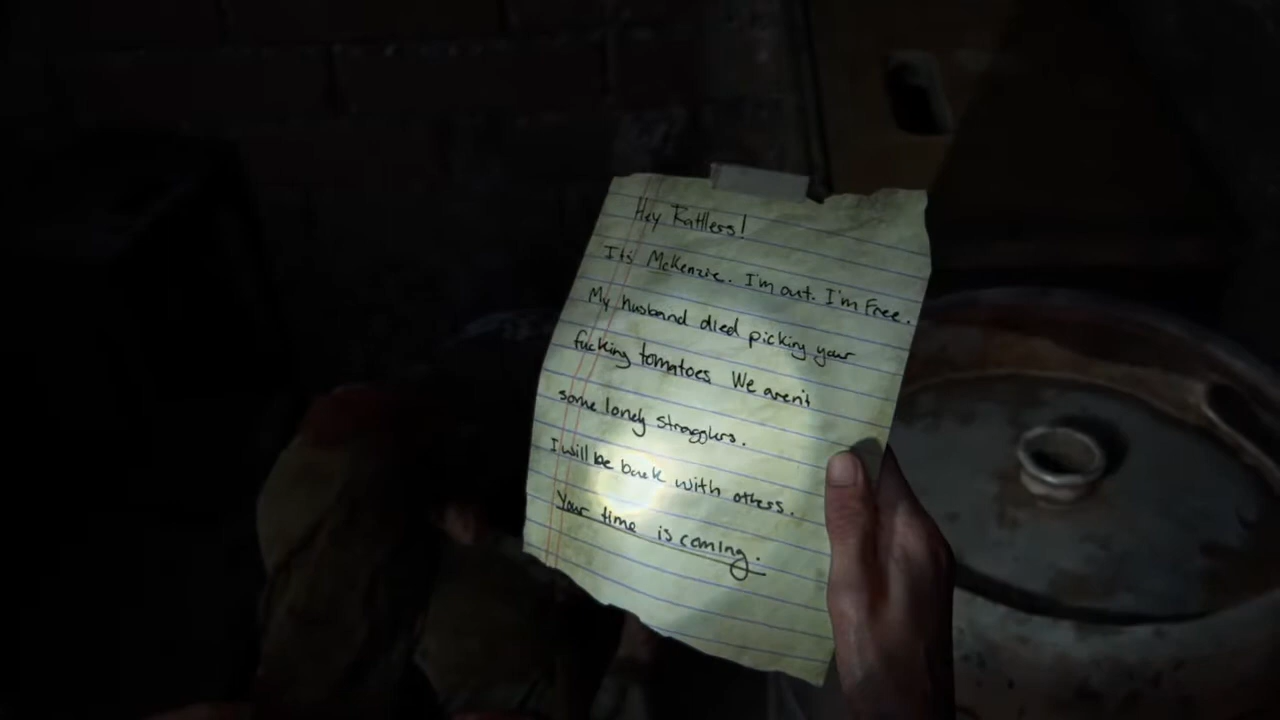 Hey Rattlers!
It's McKenzie. I'm out. I'm Free.
My husband died picking your
fucking tomatoes. We aren't
some lonely stragglers.
I will be back with others.
Your time is coming.